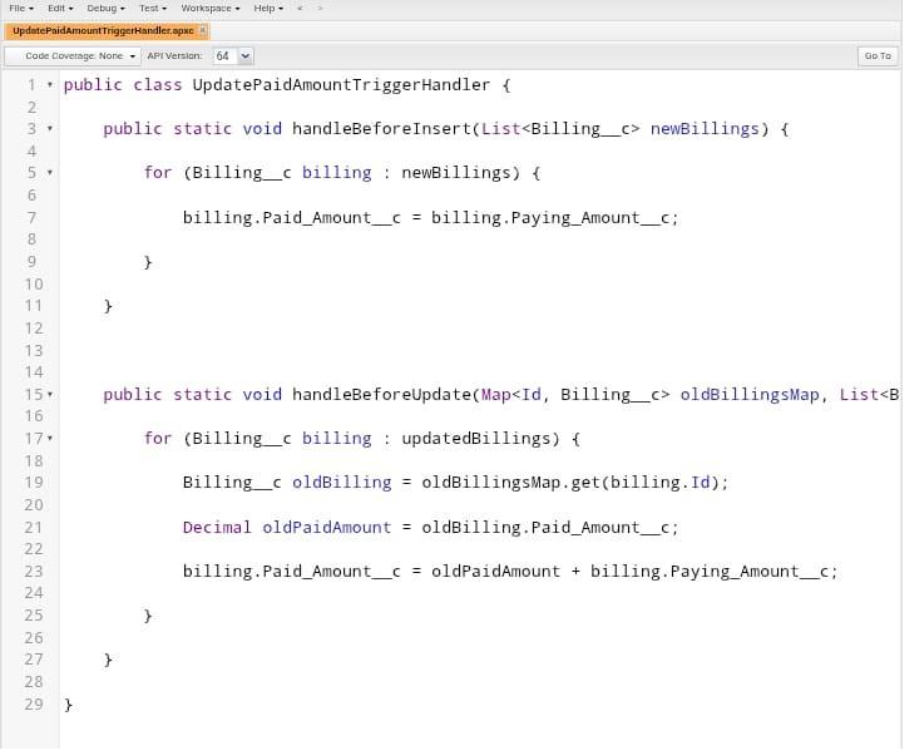 File Edit Debug Test Workspace Help < >
UpdatePaidAmountTriggerHandler.apxc
Code Coverage: None API Version: 64 Go To
1 public class UpdatePaidAmountTriggerHandler {
2
3 public static void handleBeforeInsert(List<Billing__c> newBillings) {
4
5 for (Billing__c billing : newBillings) {
6
7 billing.Paid_Amount__c = billing.Paying_Amount__c;
8
9 }
10
11 }
12
13
14
15 public static void handleBeforeUpdate(Map<Id, Billing__c> oldBillingsMap, List<B
16
17 for (Billing__c billing : updatedBillings) {
18
19 Billing__c oldBilling = oldBillingsMap.get(billing.Id);
20
21 Decimal oldPaidAmount = oldBilling.Paid_Amount__c;
22
23 billing.Paid_Amount__c = oldPaidAmount + billing.Paying_Amount__c;
24
25 }
26
27 }
28
29 }